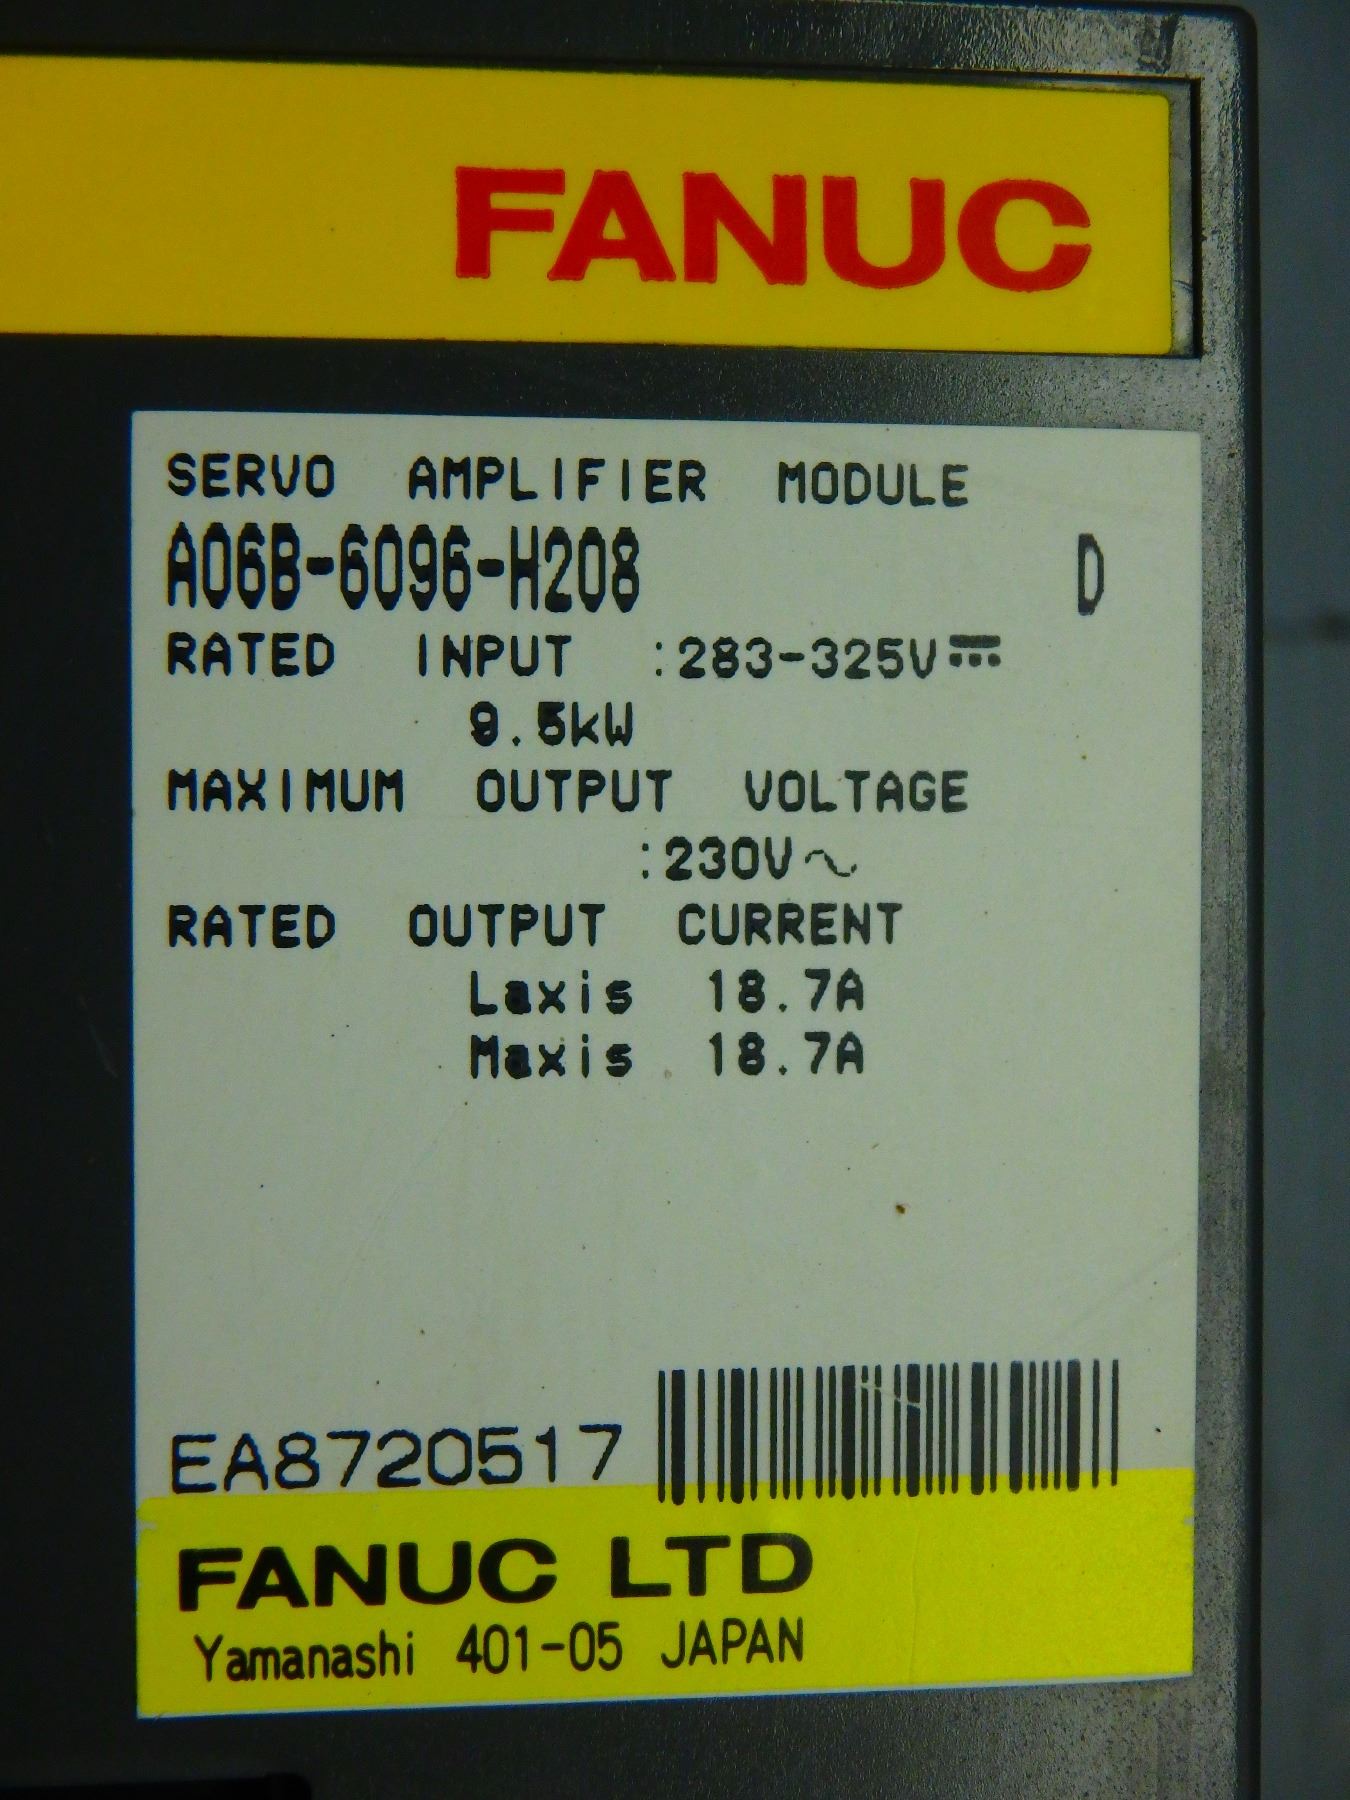 FANUC
SERVO AMPLIFIER MODULE
A06B-6096-H208 D
RATED INPUT :283-325V⎓
9.5kW
MAXIMUM OUTPUT VOLTAGE
:230V~
RATED OUTPUT CURRENT
Laxis 18.7A
Maxis 18.7A
EA8720517
FANUC LTD
Yamanashi 401-05 JAPAN